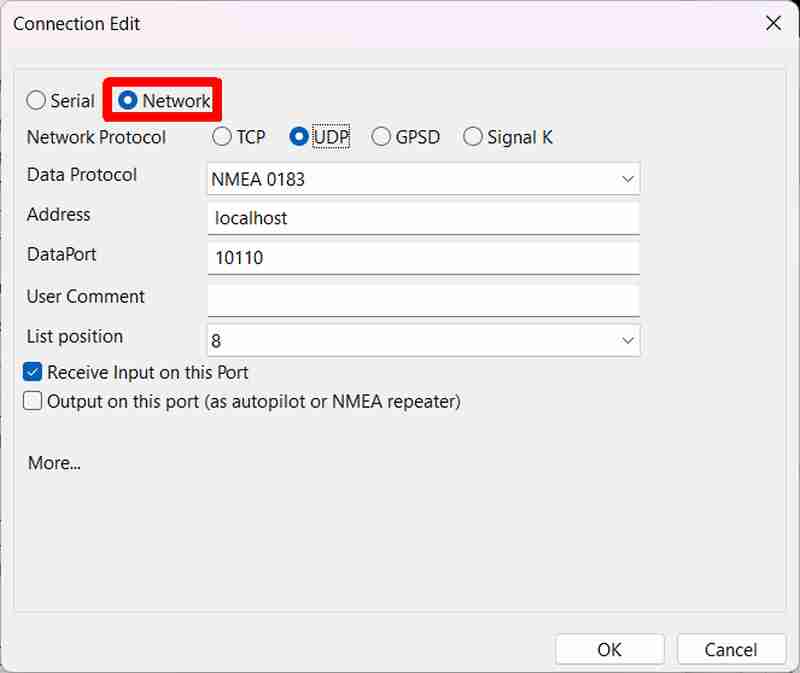 Connection Edit
Serial Network
Network Protocol TCP UDP GPSD Signal K
Data Protocol NMEA 0183
Address localhost
DataPort 10110
User Comment
List position 8
Receive Input on this Port
Output on this port (as autopilot or NMEA repeater)
More...
OK Cancel